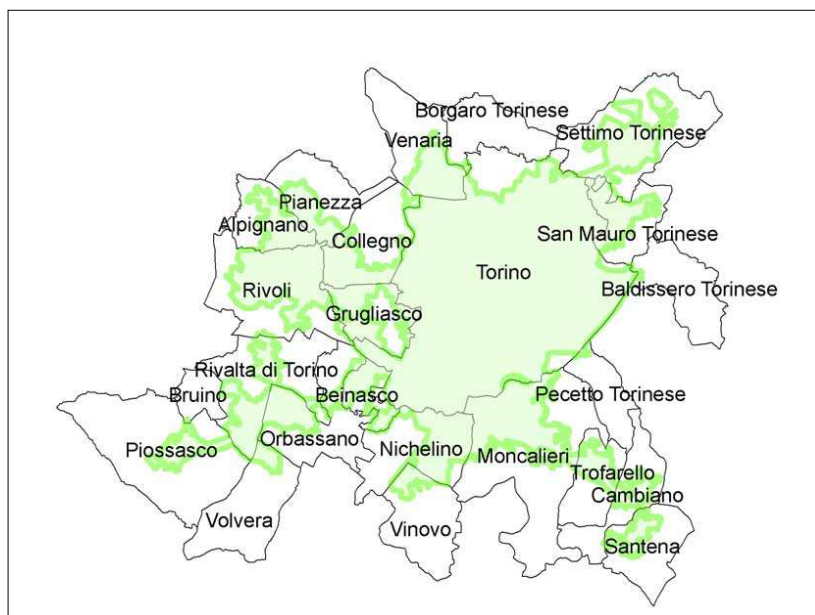 Borgaro Torinese
Settimo Torinese
Venaria
Pianezza
Alpignano
Collegno
San Mauro Torinese
Torino
Rivoli
Baldissero Torinese
Grugliasco
Rivalta di Torino
Bruino
Beinasco
Pecetto Torinese
Orbassano
Piossasco
Nichelino
Moncalieri
Trofarello
Cambiano
Volvera
Vinovo
Santena